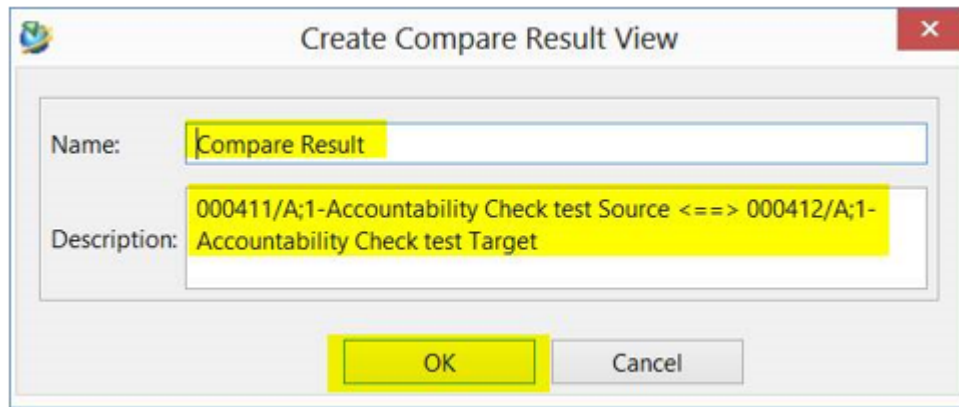 Create Compare Result View
Name: Compare Result
Description: 000411/A;1-Accountability Check test Source <==> 000412/A;1-
Accountability Check test Target
OK Cancel